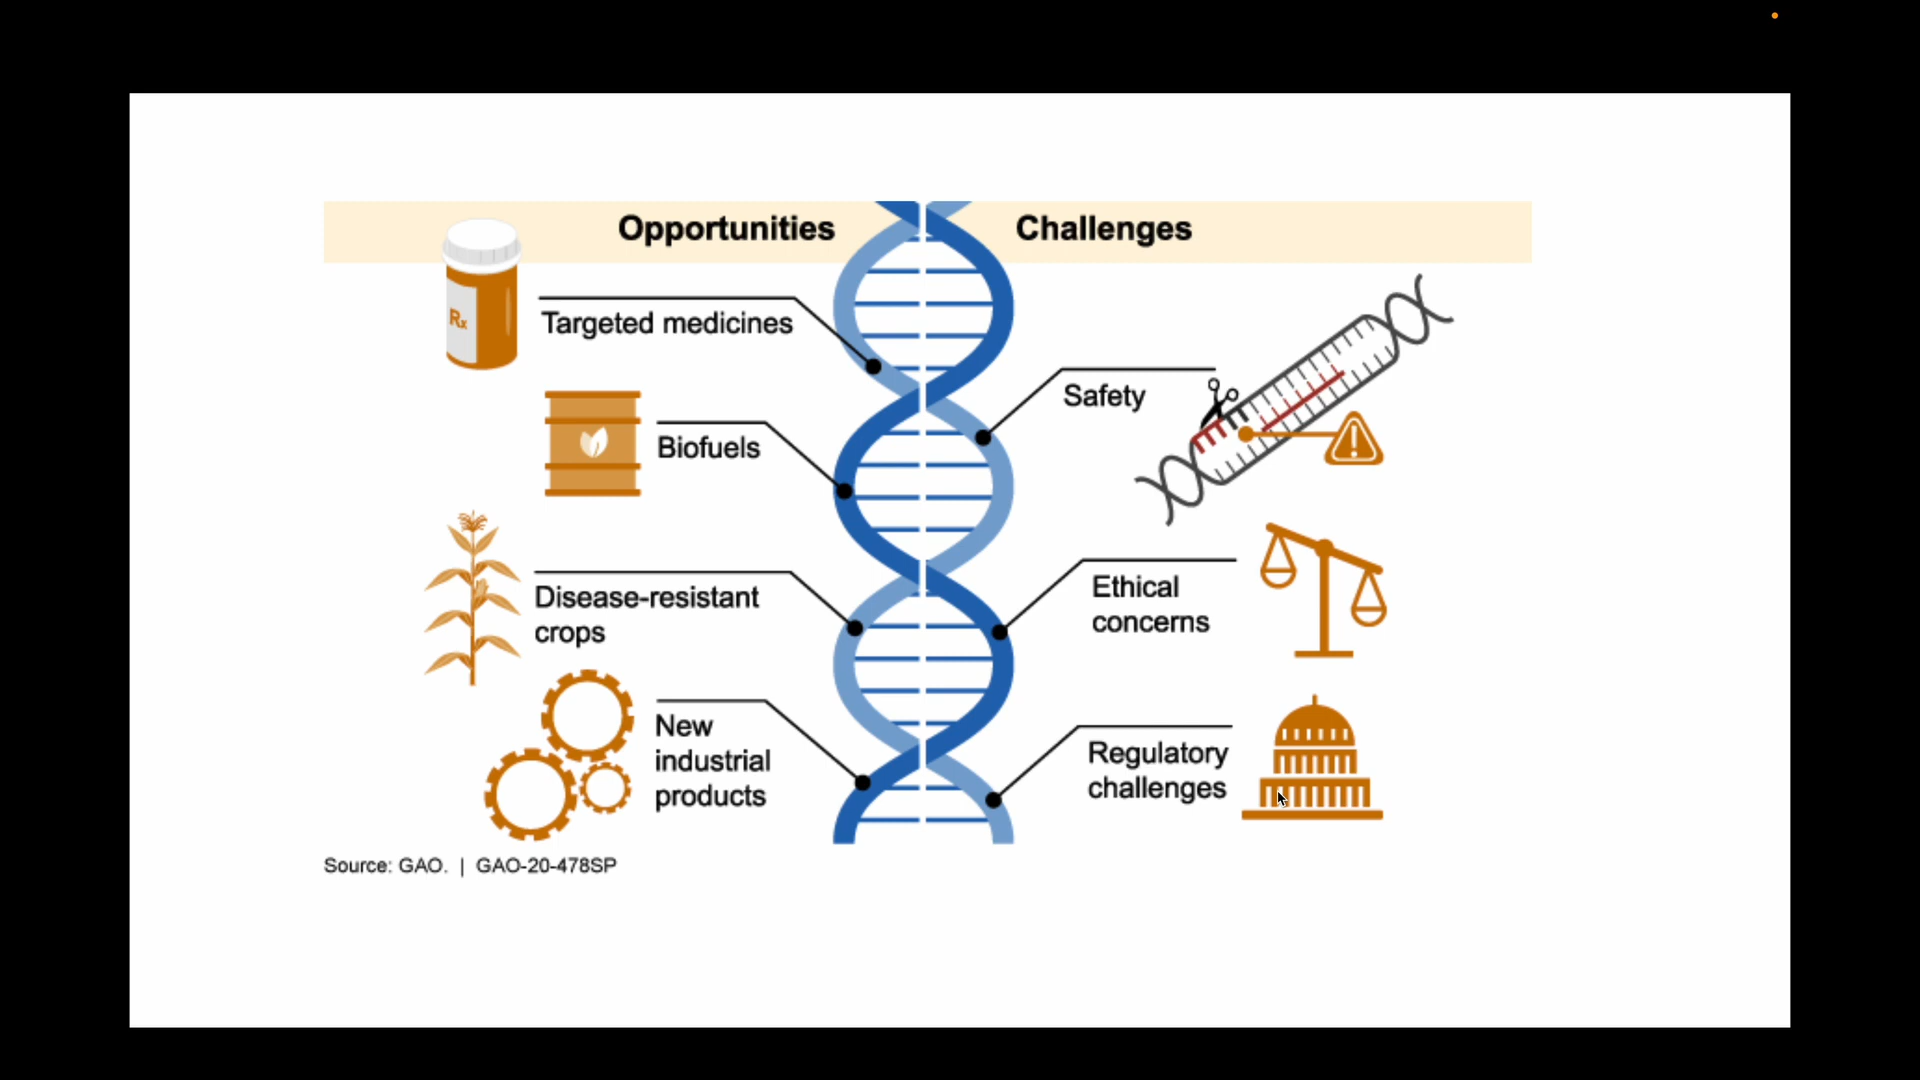 Opportunities
Challenges
Rx
Targeted medicines
Safety
Biofuels
Disease-resistant
crops
Ethical
concerns
New
industrial
products
Regulatory
challenges
Source: GAO. | GAO-20-478SP